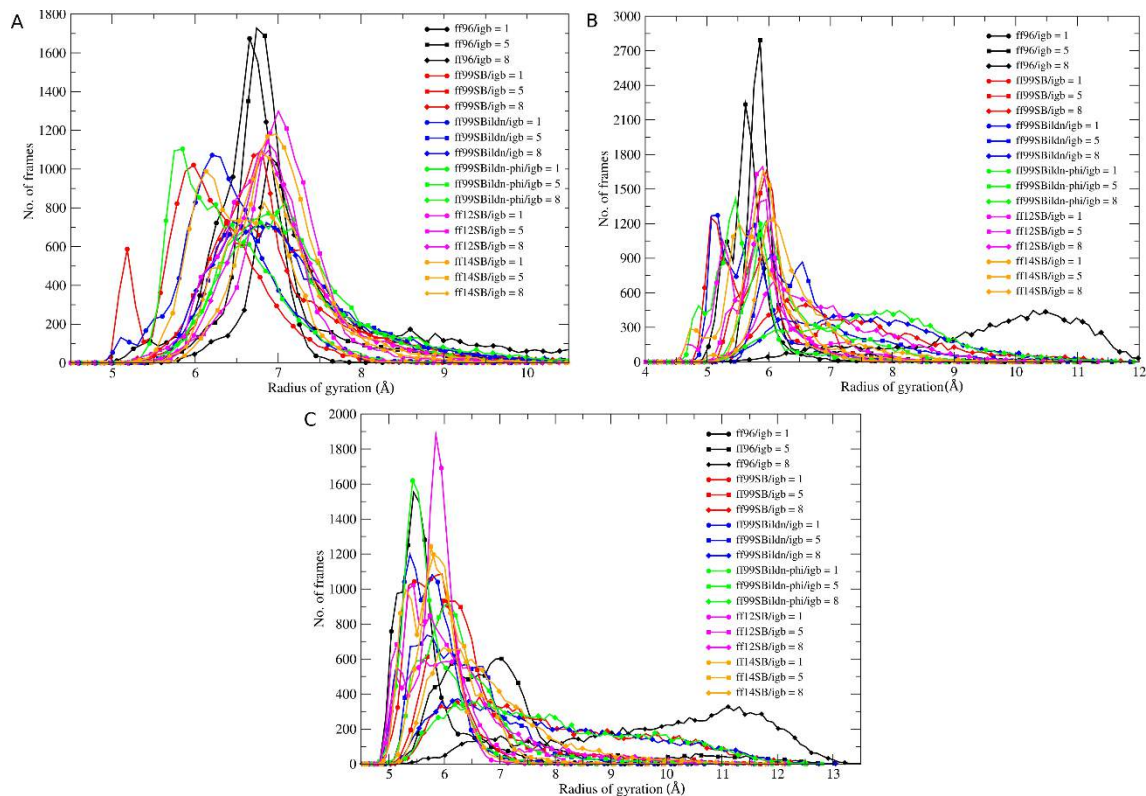 A
1800
1600
1400
1200
1000
800
600
400
200
0
No. of frames
5
6
7
8
9
10
Radius of gyration (Å)
ff96/igb = 1
ff96/igb = 5
ff96/igb = 8
ff99SB/igb = 1
ff99SB/igb = 5
ff99SB/igb = 8
ff99SBildn/igb = 1
ff99SBildn/igb = 5
ff99SBildn/igb = 8
ff99SBildn-phi/igb = 1
ff99SBildn-phi/igb = 5
ff99SBildn-phi/igb = 8
ff12SB/igb = 1
ff12SB/igb = 5
ff12SB/igb = 8
ff14SB/igb = 1
ff14SB/igb = 5
ff14SB/igb = 8
B
3000
2700
2400
2100
1800
1500
1200
900
600
300
0
No. of frames
4
5
6
7
8
9
10
11
12
Radius of gyration (Å)
ff96/igb = 1
ff96/igb = 5
ff96/igb = 8
ff99SB/igb = 1
ff99SB/igb = 5
ff99SB/igb = 8
ff99SBildn/igb = 1
ff99SBildn/igb = 5
ff99SBildn/igb = 8
ff99SBildn-phi/igb = 1
ff99SBildn-phi/igb = 5
ff99SBildn-phi/igb = 8
ff12SB/igb = 1
ff12SB/igb = 5
ff12SB/igb = 8
ff14SB/igb = 1
ff14SB/igb = 5
ff14SB/igb = 8
C
2000
1800
1600
1400
1200
1000
800
600
400
200
0
No. of frames
5
6
7
8
9
10
11
12
13
Radius of gyration (Å)
ff96/igb = 1
ff96/igb = 5
ff96/igb = 8
ff99SB/igb = 1
ff99SB/igb = 5
ff99SB/igb = 8
ff99SBildn/igb = 1
ff99SBildn/igb = 5
ff99SBildn/igb = 8
ff99SBildn-phi/igb = 1
ff99SBildn-phi/igb = 5
ff99SBildn-phi/igb = 8
ff12SB/igb = 1
ff12SB/igb = 5
ff12SB/igb = 8
ff14SB/igb = 1
ff14SB/igb = 5
ff14SB/igb = 8